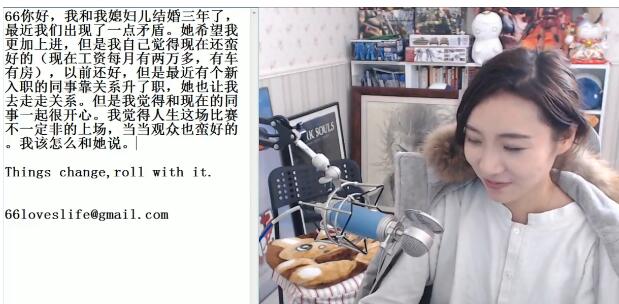 66你好，我和我媳妇儿结婚三年了，
最近我们出现了一点矛盾。她希望我
更加上进，但是我自己觉得现在还蛮
好的（现在工资每月有两万多，有车
有房），以前还好，但是最近有个新
入职的同事靠关系升了职，她也让我
去走走关系。但是我觉得和现在的同
事一起很开心。我觉得人生这场比赛
不一定非的上场，当当观众也蛮好的
。我该怎么和她说。
Things change,roll with it.
66loveslife@gmail.com
K SOULS